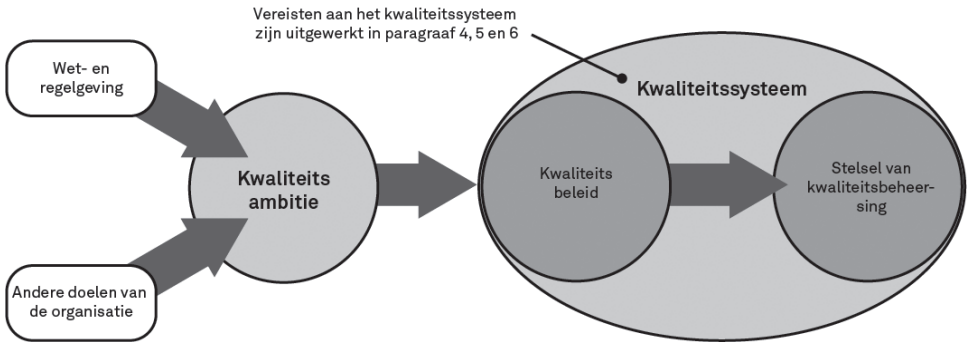 Vereisten aan het kwaliteitssysteem
zijn uitgewerkt in paragraaf 4, 5 en 6
Wet- en
regelgeving
Andere doelen van
de organisatie
Kwaliteits
ambitie
Kwaliteitssysteem
Kwaliteits
beleid
Stelsel van
kwaliteitsbeheer-
sing